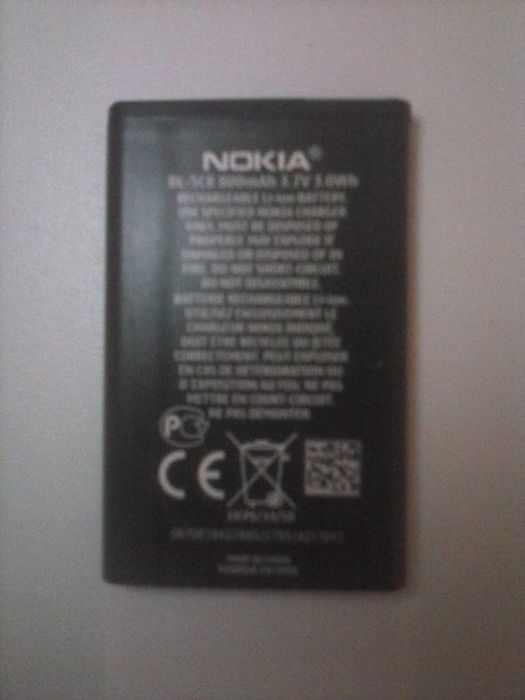 NOKIA®
BL-5CB 800mAh 3.7V 3.0Wh
RECHARGEABLE Li-ion BATTERY.
USE SPECIFIED NOKIA CHARGER
ONLY. MUST BE DISPOSED OF
PROPERLY. MAY EXPLODE IF
DAMAGED OR DISPOSED OF IN
FIRE. DO NOT SHORT-CIRCUIT.
DO NOT DISASSEMBLE.
BATTERIE RECHARGEABLE Li-ion.
UTILISEZ EXCLUSIVEMENT LE
CHARGEUR NOKIA INDIQUÉ.
DOIT ÊTRE RECYCLÉE OU JETÉE
CORRECTEMENT. PEUT EXPLOSER
EN CAS DE DÉTÉRIORATION OU
D'EXPOSITION AU FEU. NE PAS
METTRE EN COURT-CIRCUIT.
NE PAS DÉMONTER.
PC
CE